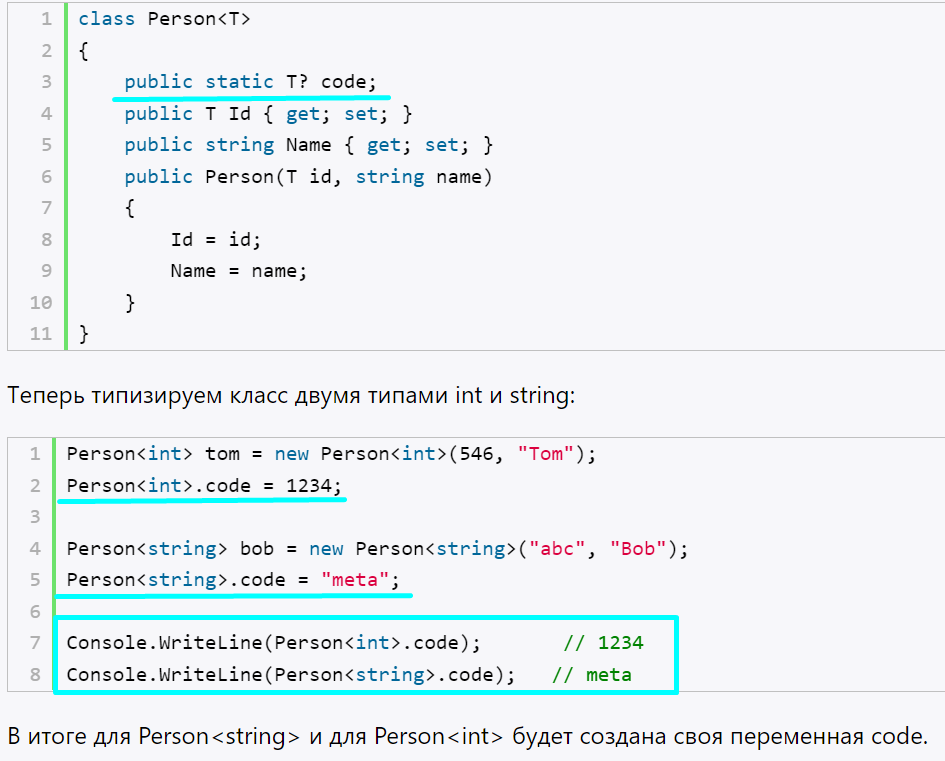 1 class Person<T>
2 {
3     public static T? code;
4     public T Id { get; set; }
5     public string Name { get; set; }
6     public Person(T id, string name)
7     {
8         Id = id;
9         Name = name;
10     }
11 }
Теперь типизируем класс двумя типами int и string:
1 Person<int> tom = new Person<int>(546, "Tom");
2 Person<int>.code = 1234;
3
4 Person<string> bob = new Person<string>("abc", "Bob");
5 Person<string>.code = "meta";
6
7 Console.WriteLine(Person<int>.code);       // 1234
8 Console.WriteLine(Person<string>.code);   // meta
В итоге для Person<string> и для Person<int> будет создана своя переменная code.